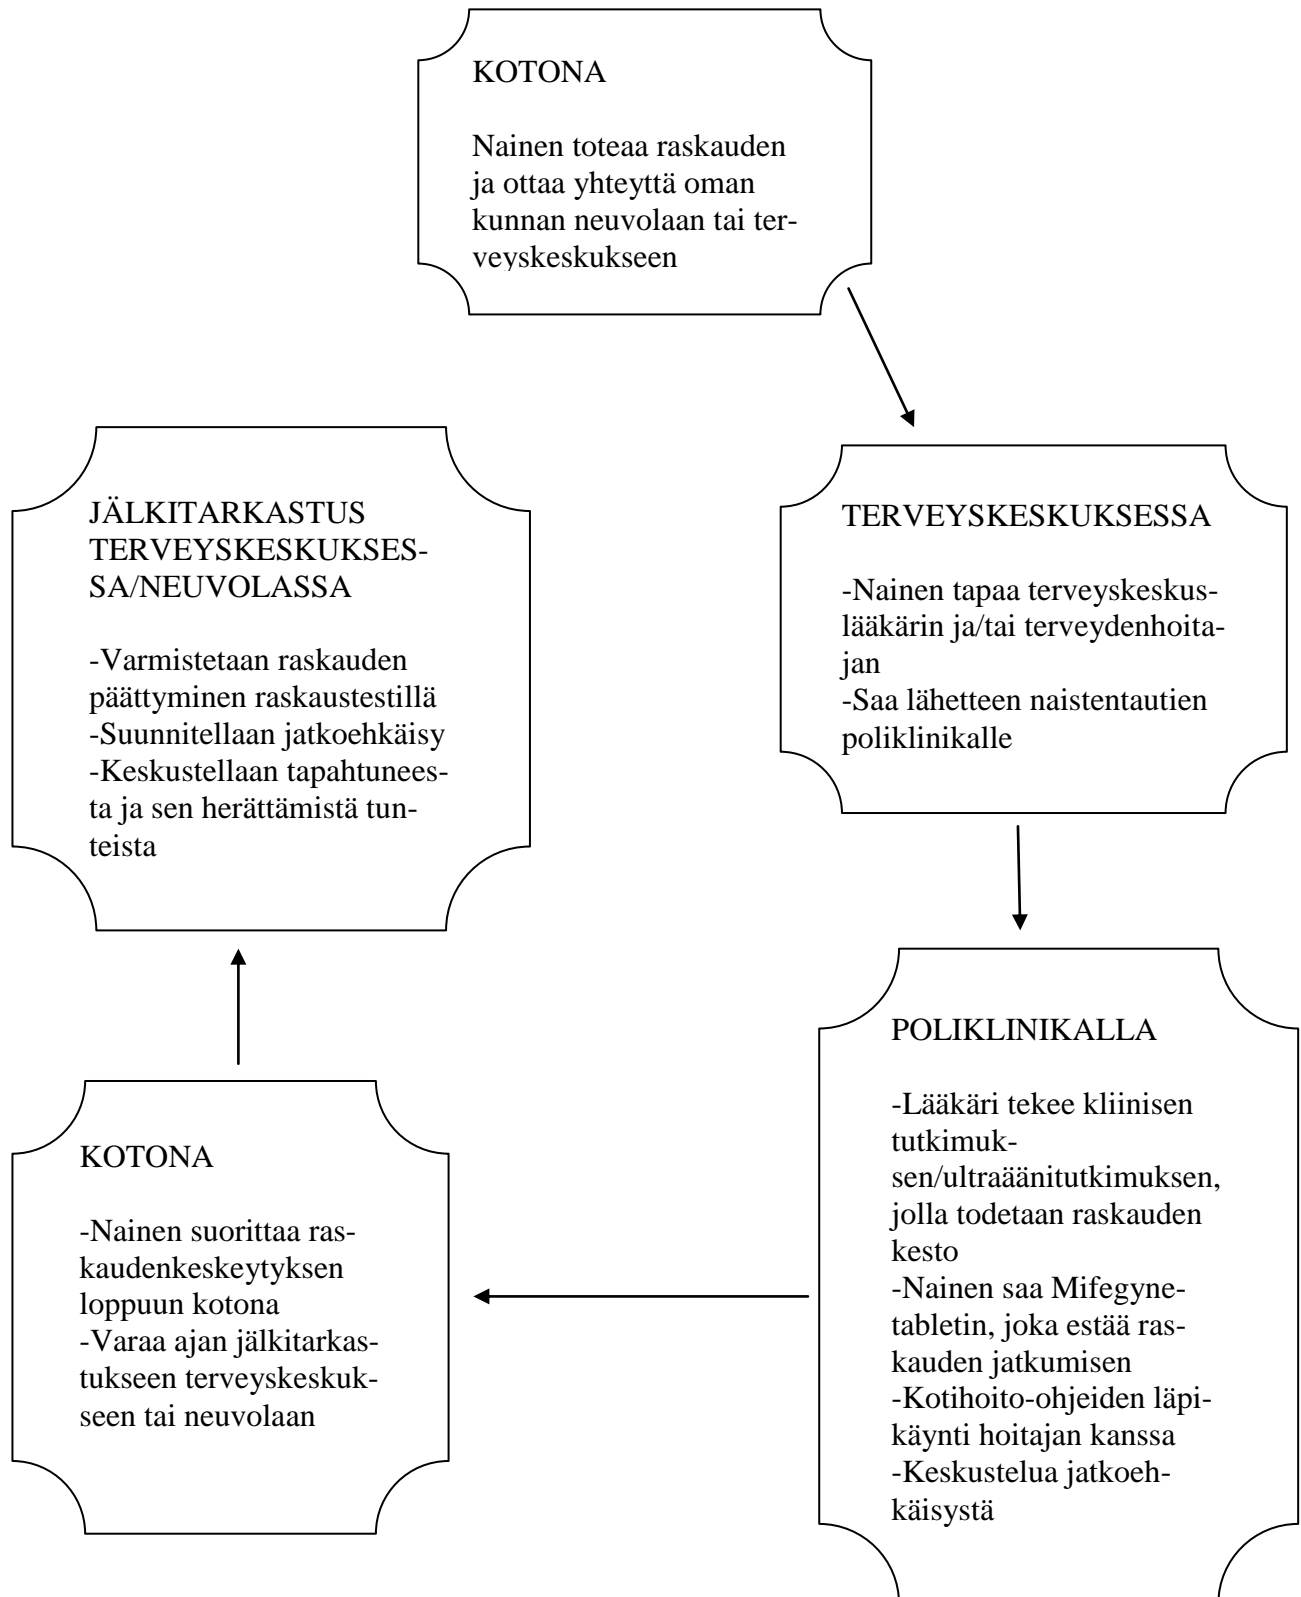 KOTONA
Nainen toteaa raskauden
ja ottaa yhteyttä oman
kunnan neuvolaan tai ter-
veyskeskukseen
TERVEYSKESKUKSESSA
-Nainen tapaa terveyskeskus-
lääkärin ja/tai terveydenhoita-
jan
-Saa lähetteen naistentautien
poliklinikalle
POLIKLINIKALLA
-Lääkäri tekee kliinisen
tutkimuk-
sen/ultraäänitutkimuksen,
jolla todetaan raskauden
kesto
-Nainen saa Mifegyne-
tabletin, joka estää ras-
kauden jatkumisen
-Kotihoito-ohjeiden läpi-
käynti hoitajan kanssa
-Keskustelua jatkoeh-
käisystä
KOTONA
-Nainen suorittaa ras-
kaudenkeskeytyksen
loppuun kotona
-Varaa ajan jälkitarkas-
tukseen terveyskeskuk-
seen tai neuvolaan
JÄLKITARKASTUS
TERVEYSKESKUKSES-
SA/NEUVOLASSA
-Varmistetaan raskauden
päättyminen raskaustestillä
-Suunnitellaan jatkoehkäisy
-Keskustellaan tapahtunees-
ta ja sen herättämistä tun-
teista